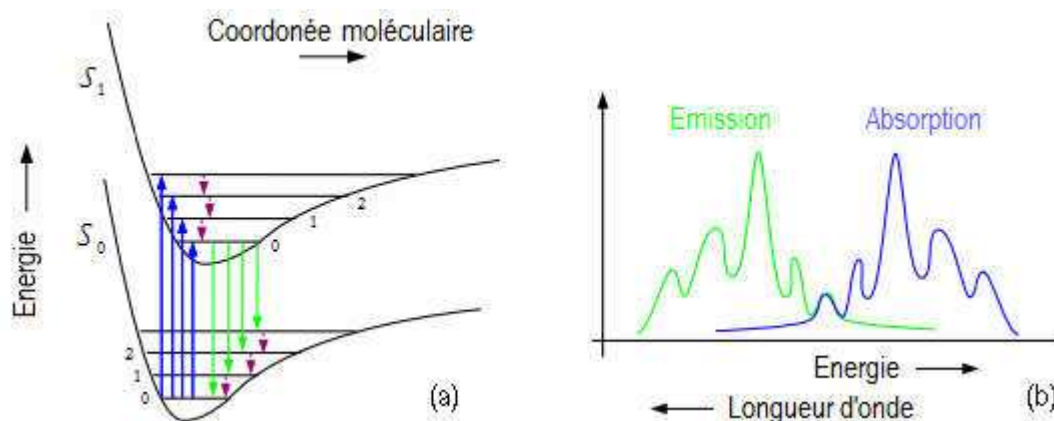 Coordonée moléculaire
S1
S0
Energie
2
1
0
2
1
0
(a)
Emission
Absorption
Energie
Longueur d'onde
(b)